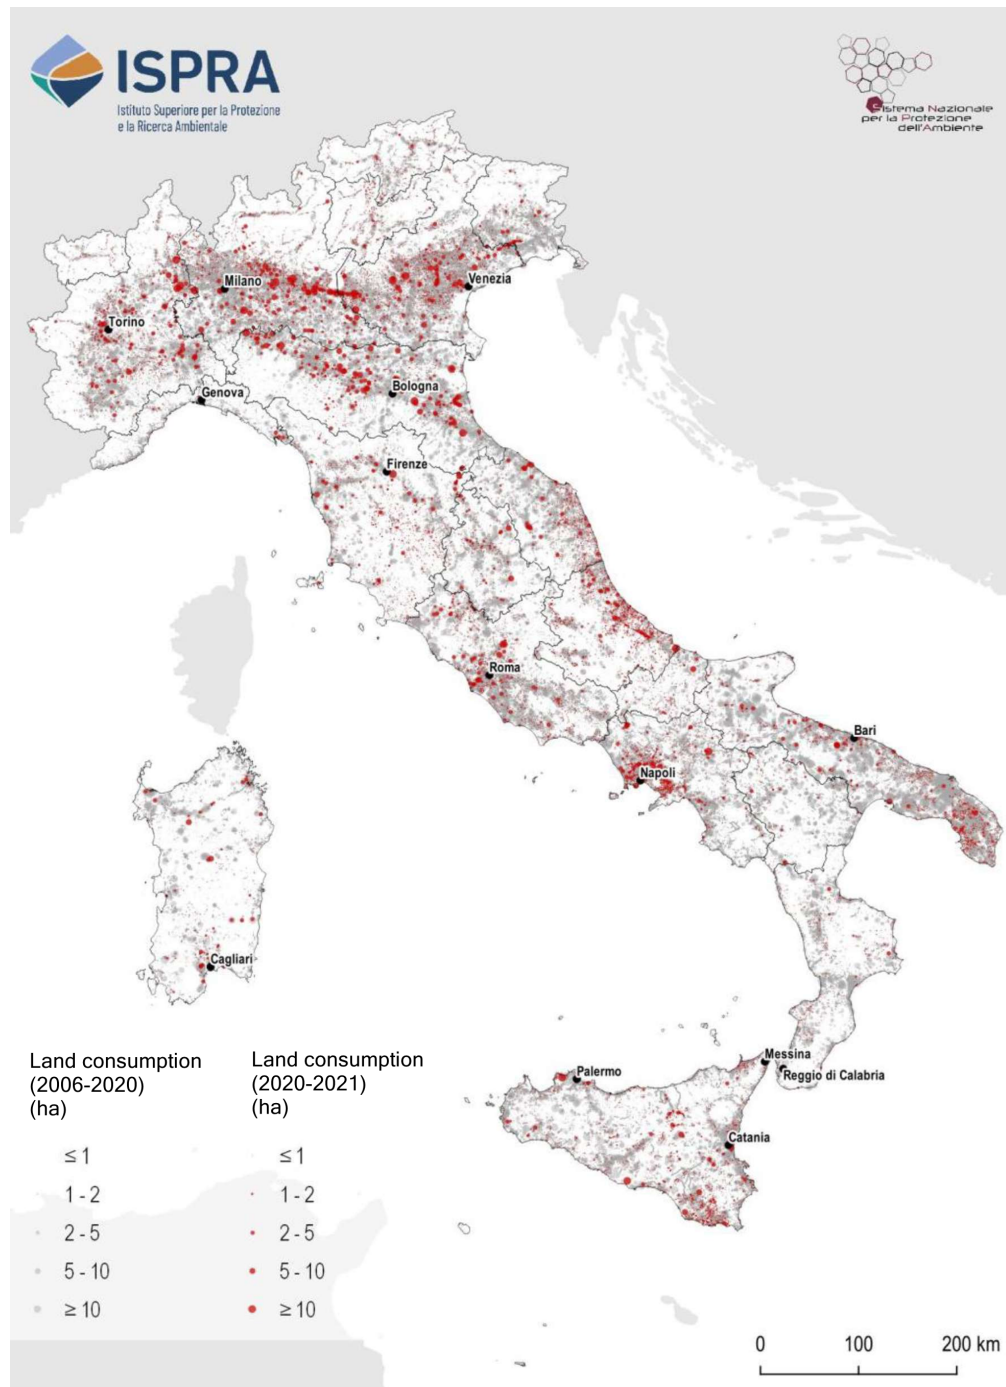 ISPRA
Istituto Superiore per la Protezione
e la Ricerca Ambientale
Sistema Nazionale
per la Protezione
dell'Ambiente
Milano
Venezia
Torino
Bologna
Genova
Firenze
Roma
Bari
Napoli
Cagliari
Messina
Palermo
Reggio di Calabria
Catania
Land consumption
(2006-2020)
(ha)
≤ 1
1 - 2
2 - 5
5 - 10
≥ 10
Land consumption
(2020-2021)
(ha)
≤ 1
1 - 2
2 - 5
5 - 10
≥ 10
0 100 200 km